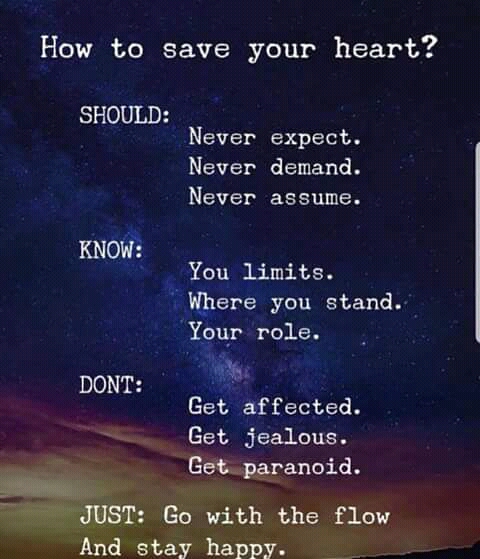 How to save your heart?
SHOULD:
Never expect.
Never demand.
Never assume.
KNOW:
You limits.
Where you stand.
Your role.
DONT:
Get affected.
Get jealous.
Get paranoid.
JUST: Go with the flow
And stay happy.